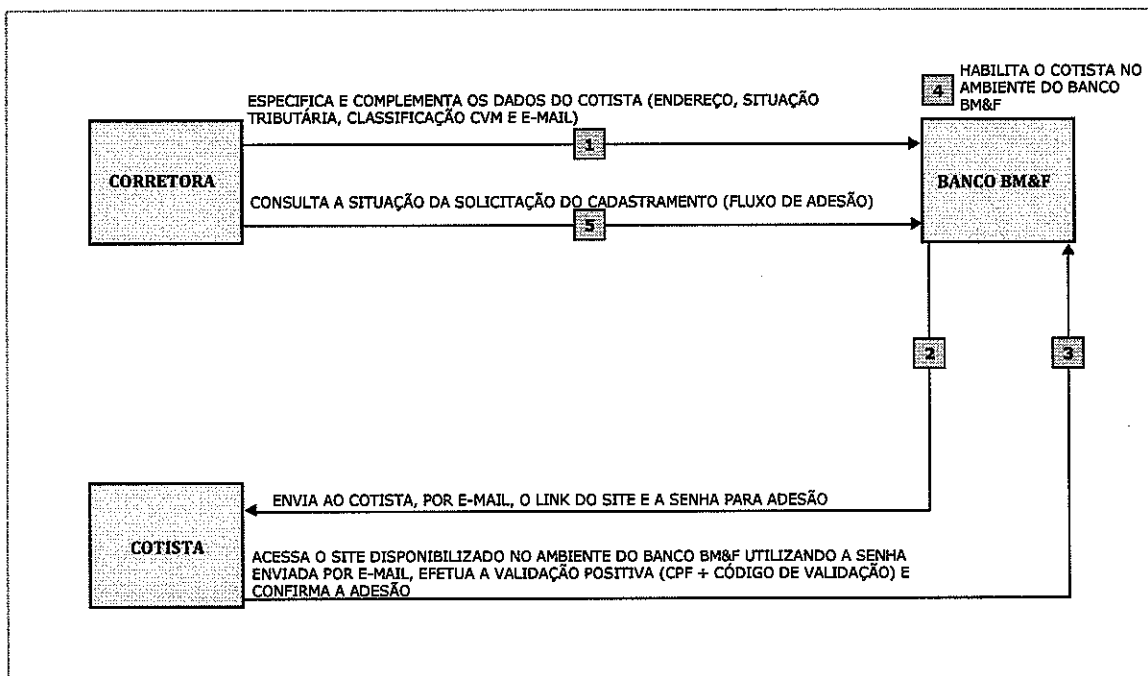 ESPECIFICA E COMPLEMENTA OS DADOS DO COTISTA (ENDEREÇO, SITUAÇÃO
TRIBUTÁRIA, CLASSIFICAÇÃO CVM E E-MAIL)
1
4
HABILITA O COTISTA NO
AMBIENTE DO BANCO
BM&F
CORRETORA
BANCO BM&F
CONSULTA A SITUAÇÃO DA SOLICITAÇÃO DO CADASTRAMENTO (FLUXO DE ADESÃO)
5
2
3
ENVIA AO COTISTA, POR E-MAIL, O LINK DO SITE E A SENHA PARA ADESÃO
COTISTA
ACESSA O SITE DISPONIBILIZADO NO AMBIENTE DO BANCO BM&F UTILIZANDO A SENHA
ENVIADA POR E-MAIL, EFETUA A VALIDAÇÃO POSITIVA (CPF + CÓDIGO DE VALIDAÇÃO) E
CONFIRMA A ADESÃO